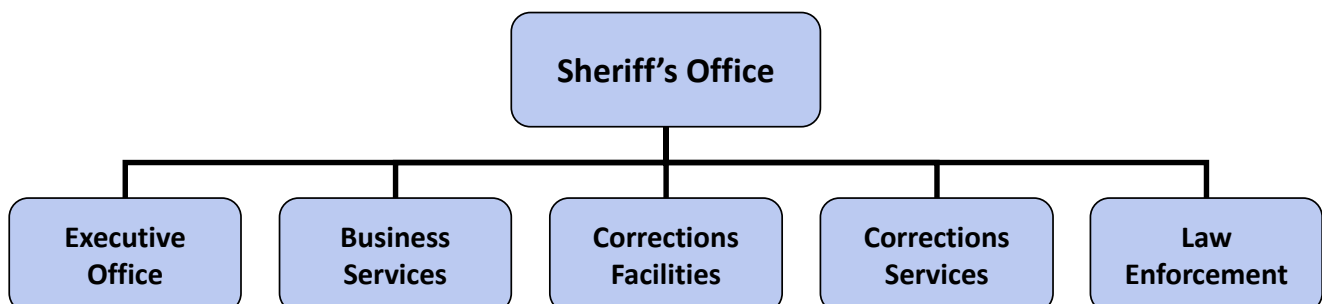 Sheriff’s Office
Executive
Office
Business
Services
Corrections
Facilities
Corrections
Services
Law
Enforcement